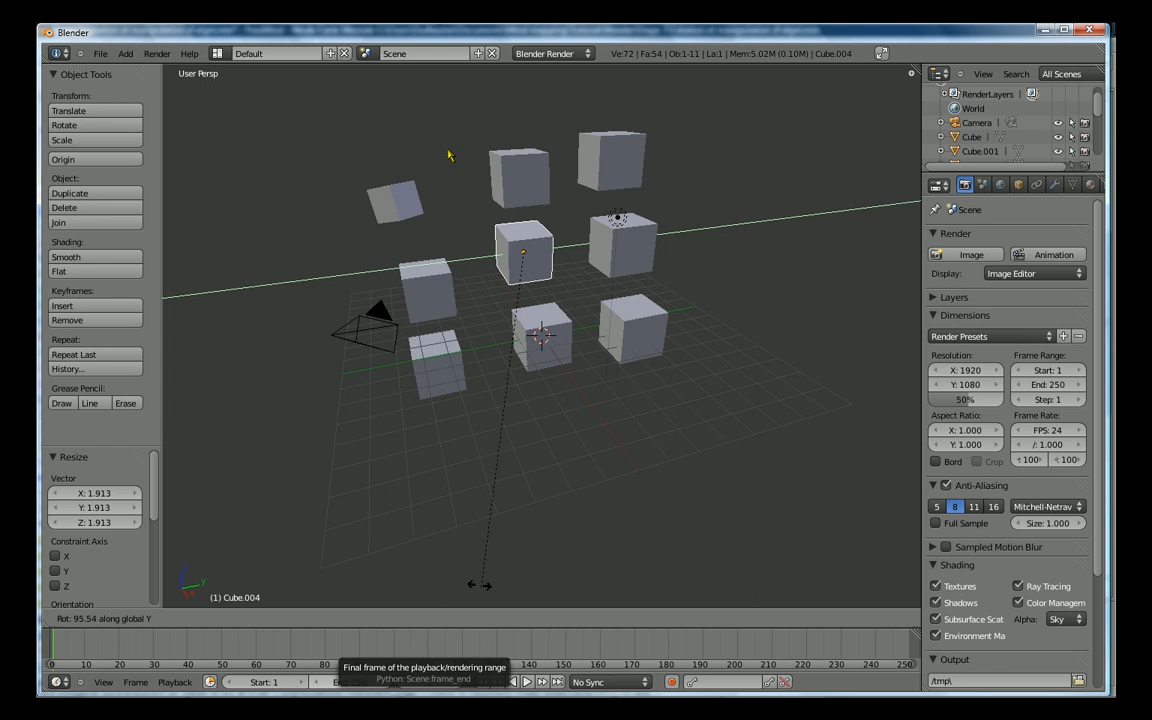 Blender
File Add Render Help Default Scene Blender Render Ve:72 | Fa:54 | Ob:1-11 | La:1 | Mem:5.02M (0.10M) | Cube.004
Object Tools
Transform:
Translate
Rotate
Scale
Origin
Object:
Duplicate
Delete
Join
Shading:
Smooth
Flat
Keyframes:
Insert
Remove
Repeat:
Repeat Last
History...
Grease Pencil:
Draw Line Erase
Resize
Vector
X: 1.913
Y: 1.913
Z: 1.913
Constraint Axis
X
Y
Z
Orientation
User Persp
(1) Cube.004
Rot: 95.54 along global Y
0 10 20 30 40 50 60 70 80 90 100 110 120 130 140 150 160 170 180 190 200 210 220 230 240 250
View Frame Playback Start: 1 No Sync
Final frame of the playback/rendering range
Python: Scene.frame_end
View Search All Scenes
RenderLayers
World
Camera
Cube
Cube.001
Scene
Render
Image Animation
Display: Image Editor
Layers
Dimensions
Render Presets
Resolution: Frame Range:
X: 1920 Start: 1
Y: 1080 End: 250
50% Step: 1
Aspect Ratio: Frame Rate:
X: 1.000 FPS: 24
Y: 1.000 /: 1.000
Bord Crop 100 100
Anti-Aliasing
5 8 11 16 Mitchell-Netrav
Full Sample Size: 1.000
Sampled Motion Blur
Shading
Textures Ray Tracing
Shadows Color Managem
Subsurface Scat Alpha: Sky
Environment Ma
Output
/tmp\